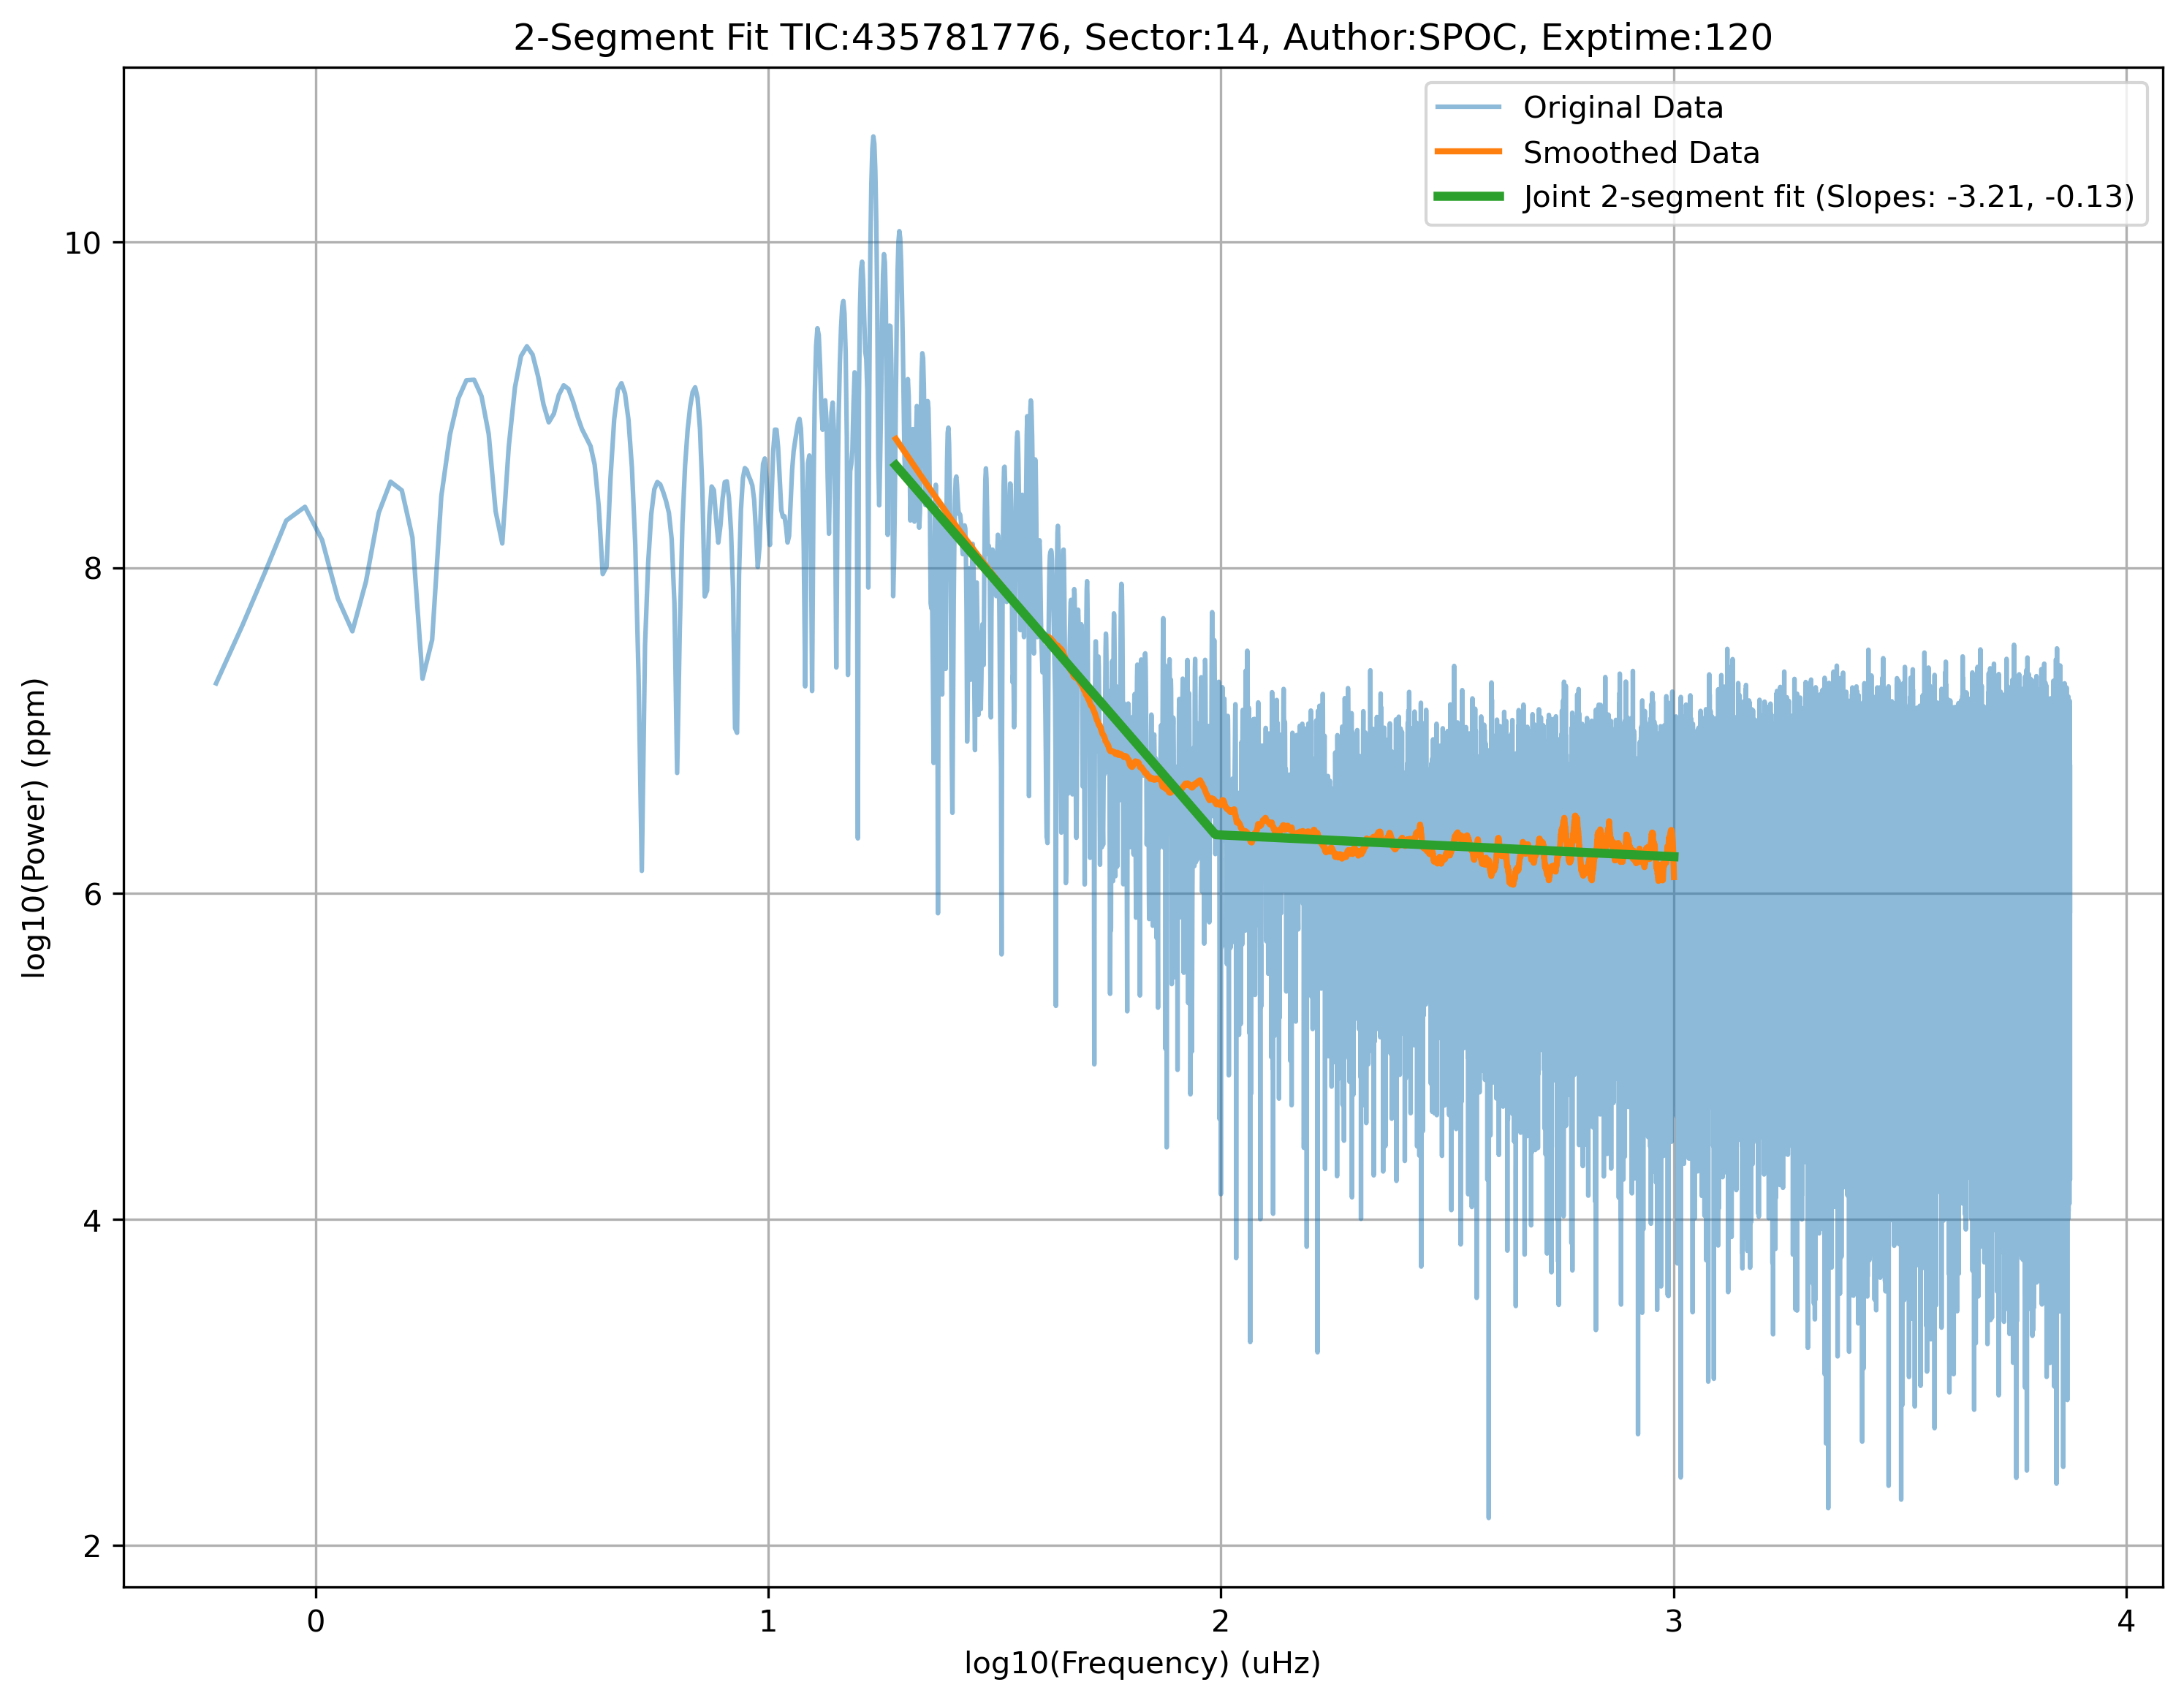 2-Segment Fit TIC:435781776, Sector:14, Author:SPOC, Exptime:120
Original Data
Smoothed Data
Joint 2-segment fit (Slopes: -3.21, -0.13)
log10(Power) (ppm)
10
8
6
4
2
0
1
2
3
4
log10(Frequency) (uHz)